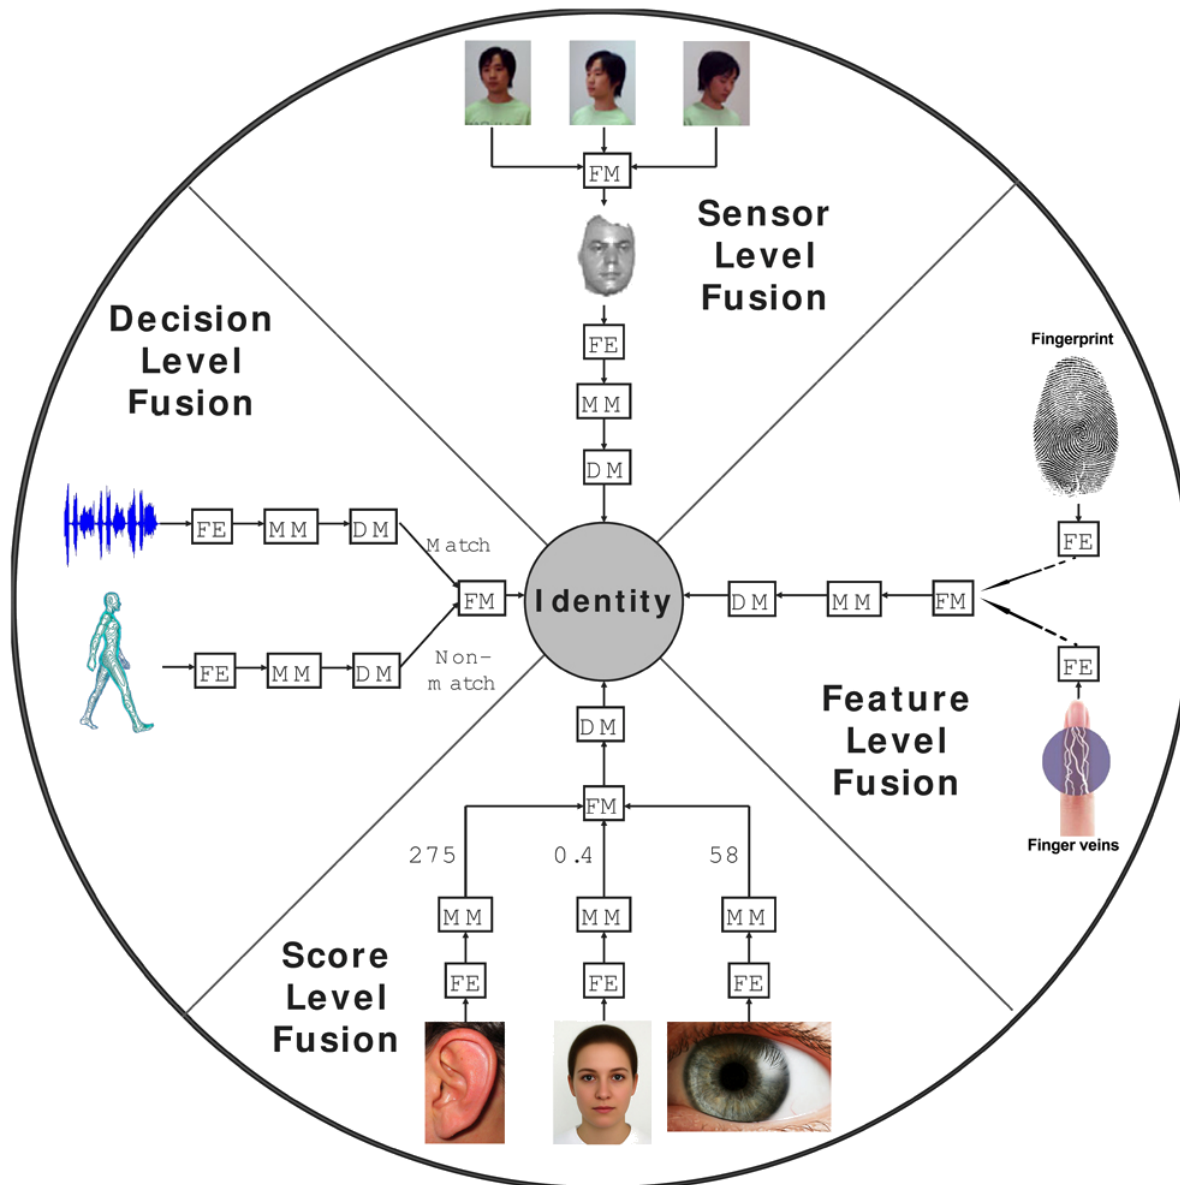 FM
Sensor
Level
Fusion
FE
MM
DM
Decision
Level
Fusion
FE
MM
DM
Match
FM
FE
MM
DM
Non-
match
Identity
Fingerprint
FE
DM
MM
FM
FE
Feature
Level
Fusion
Finger veins
DM
FM
275
0.4
58
MM
MM
MM
FE
FE
FE
Score
Level
Fusion